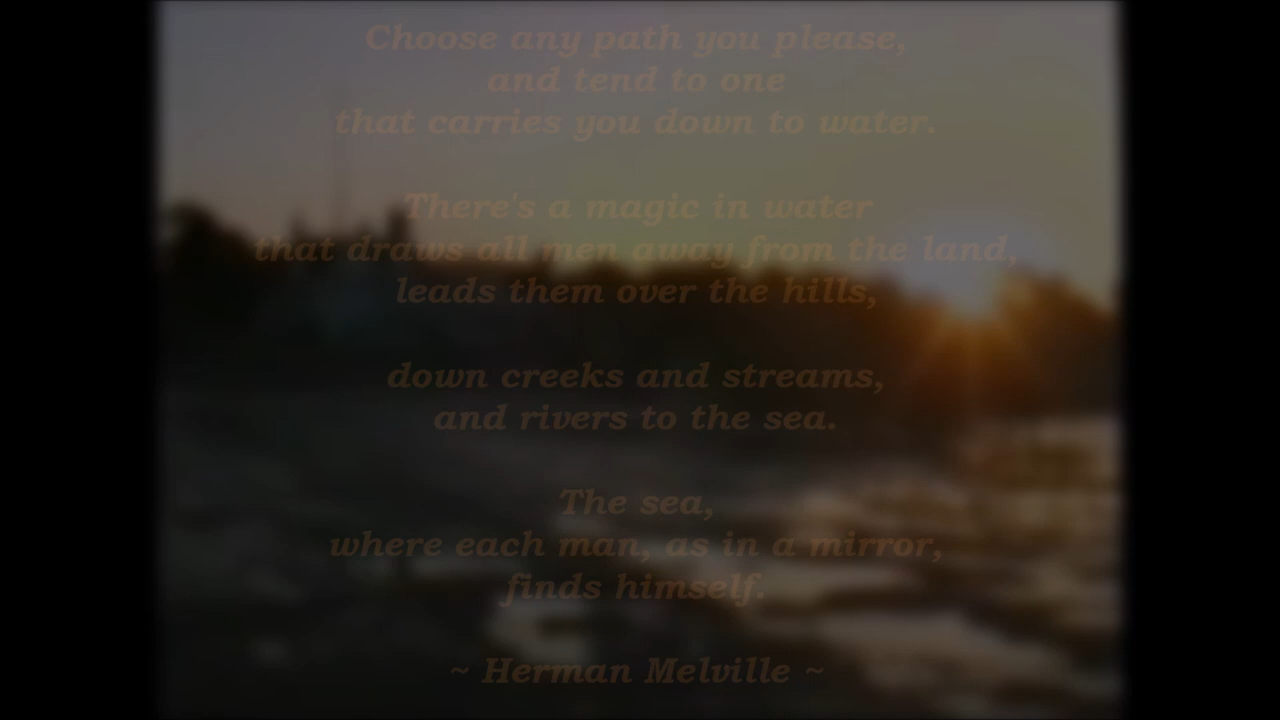 Choose any path you please,
and tend to one
that carries you down to water.
There's a magic in water
that draws all men away from the land,
leads them over the hills,
down creeks and streams,
and rivers to the sea.
The sea,
where each man, as in a mirror,
finds himself.
~ Herman Melville ~